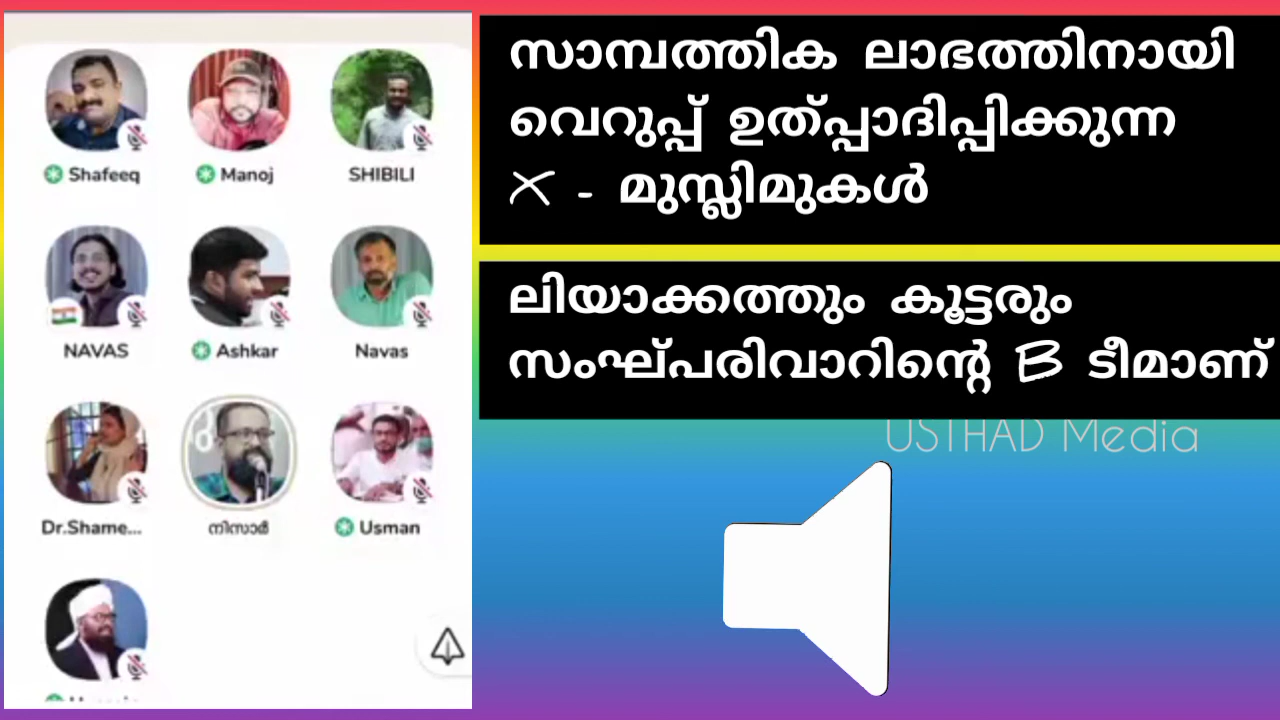 Shafeeq
Manoj
SHIBILI
NAVAS
Ashkar
Navas
Dr.Shame...
നിസാർ
Usman
സാമ്പത്തിക ലാഭത്തിനായി
വെറുപ്പ് ഉത്പ്പാദിപ്പിക്കുന്ന
X - മുസ്ലിമുകൾ
ലിയാക്കത്തും കൂട്ടരും
സംഘ്പരിവാറിന്റെ B ടീമാണ്
USTHAD Media